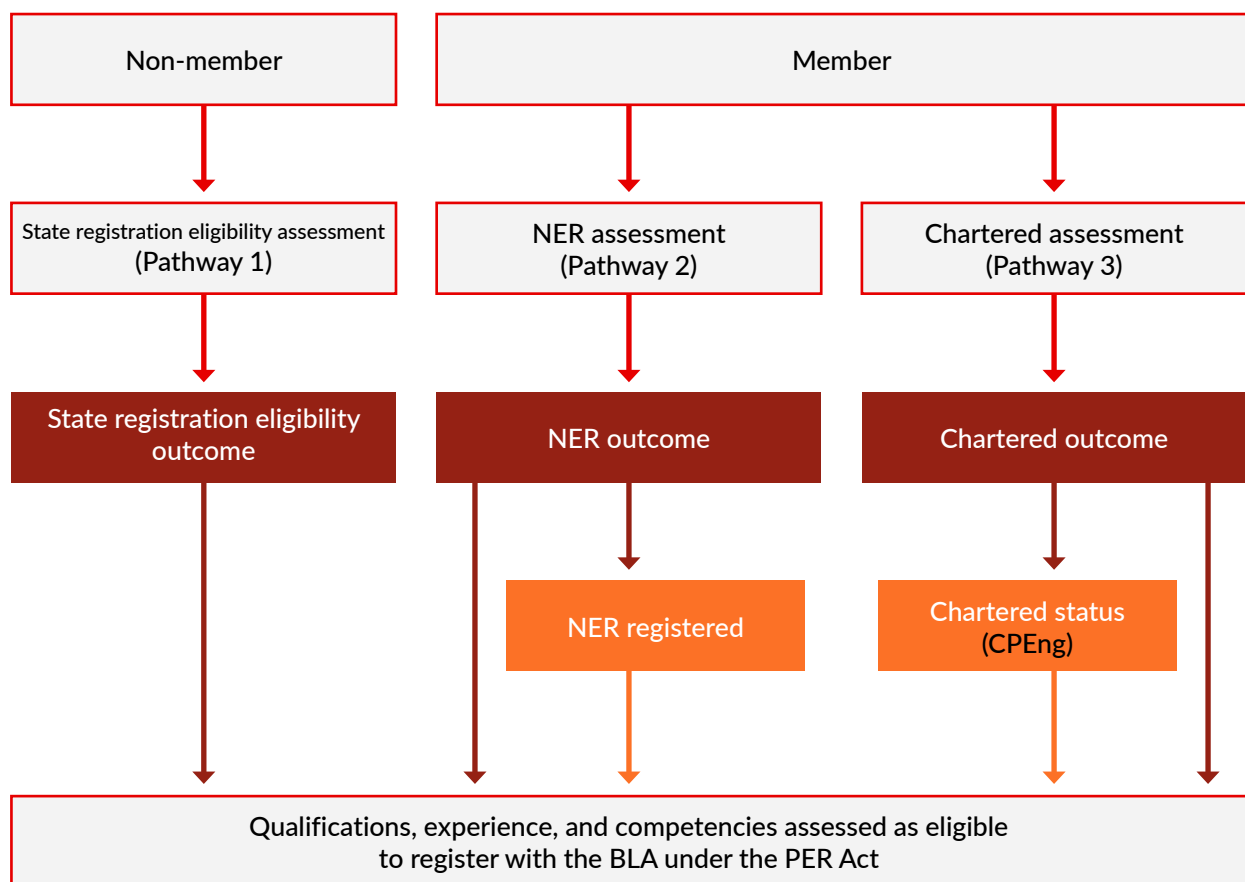 Non-member
Member
State registration eligibility assessment
(Pathway 1)
NER assessment
(Pathway 2)
Chartered assessment
(Pathway 3)
State registration eligibility
outcome
NER outcome
Chartered outcome
NER registered
Chartered status
(CPEng)
Qualifications, experience, and competencies assessed as eligible
to register with the BLA under the PER Act